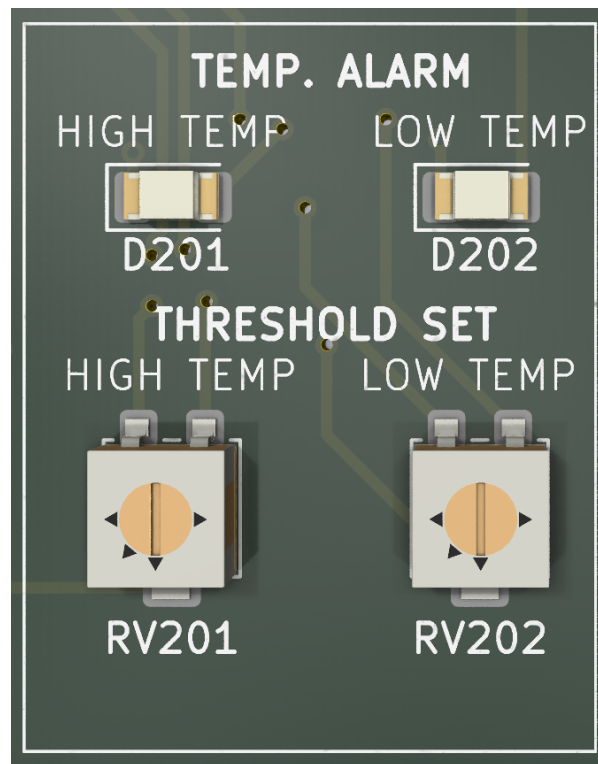 TEMP. ALARM
HIGH TEMP LOW TEMP
D201 D202
THRESHOLD SET
HIGH TEMP LOW TEMP
RV201 RV202